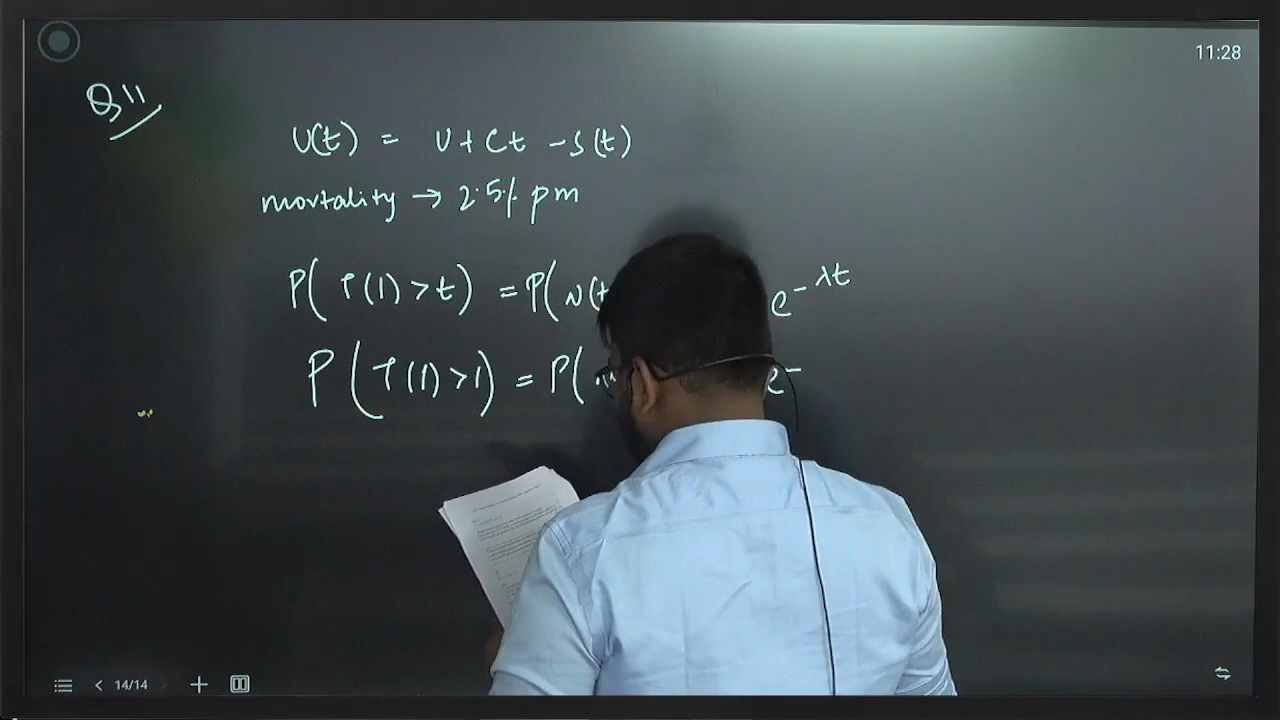 11:28
Q11
U(t) = U + Ct - S(t)
mortality → 2.5% pm
P( T(1) > t) = P( N(t e^-λt
P( T(1) > 1) = P( e^-
14/14